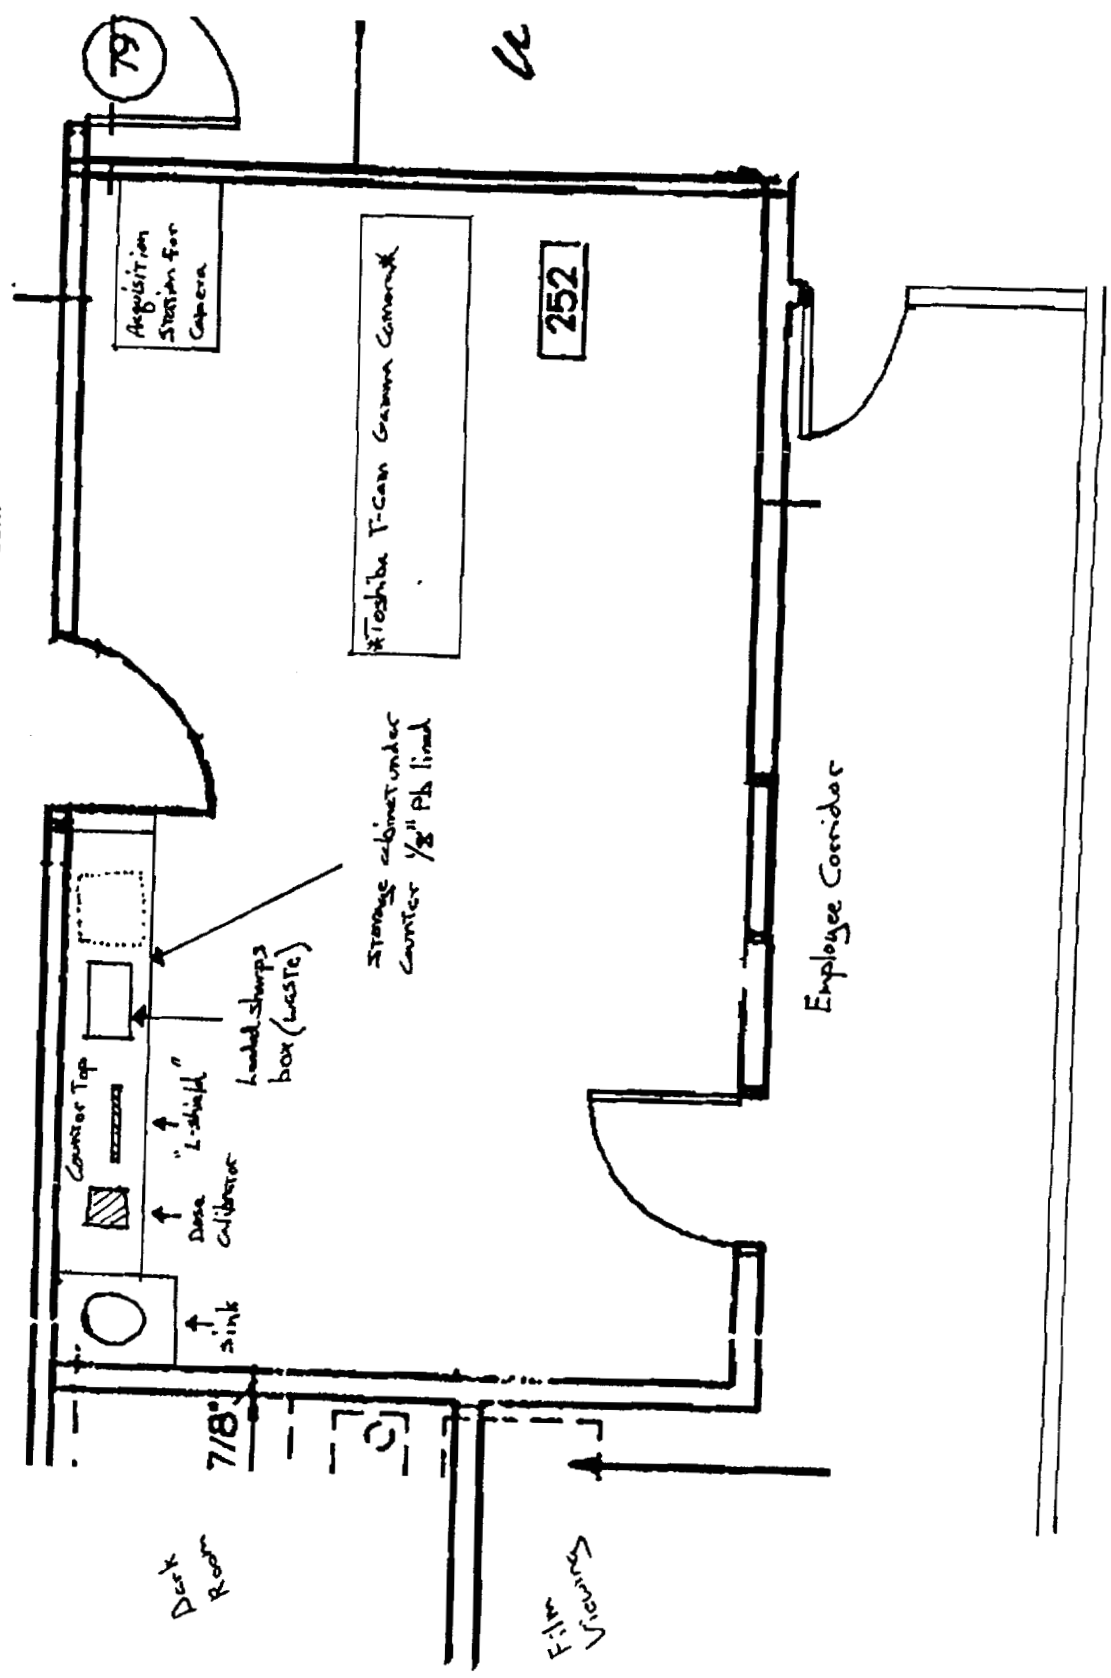 79
Acquisition
Station for
Camera
*Toshiba T-Cam Gamma Camera*
252
Storage cabinet under
counter 1/8" Pb lined
Leaded sharps
box (waste)
Counter Top
"L-shield"
Dose
Calibrator
Sink
7/8"
Employee Corridor
Dark
Room
Film
Viewing